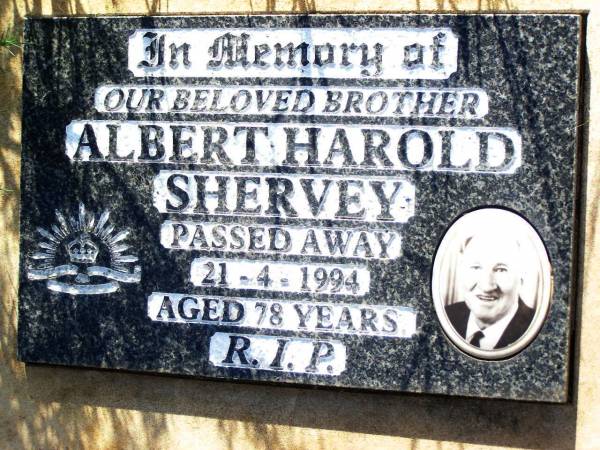 In Memory of
OUR BELOVED BROTHER
ALBERT HAROLD
SHERVEY
PASSED AWAY
21 - 4 - 1994
AGED 78 YEARS.
R. I. P.